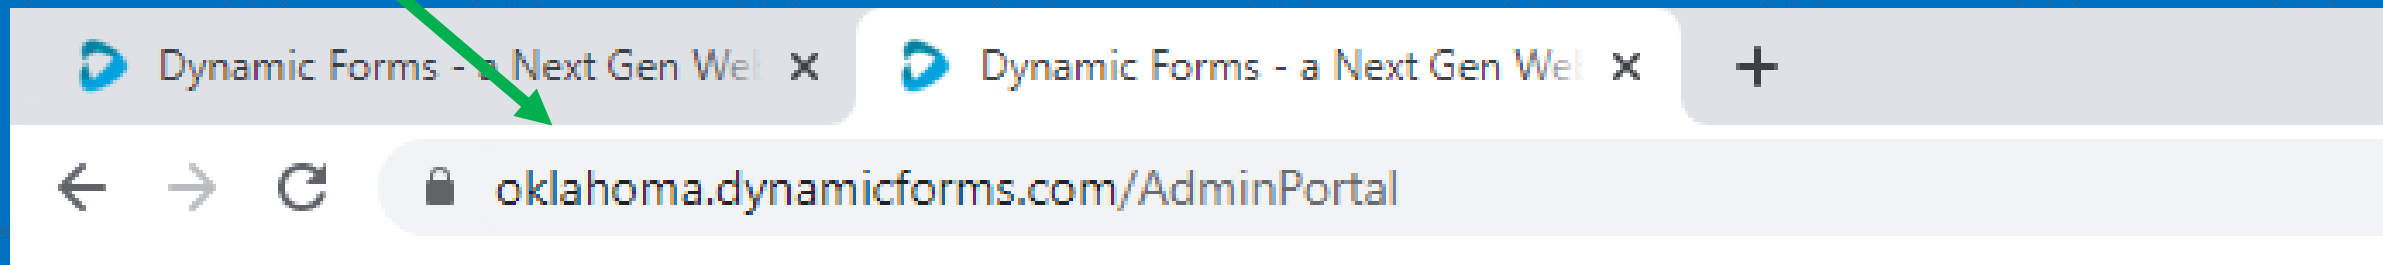 Dynamic Forms - a Next Gen We
Dynamic Forms - a Next Gen We
oklahoma.dynamicforms.com/AdminPortal